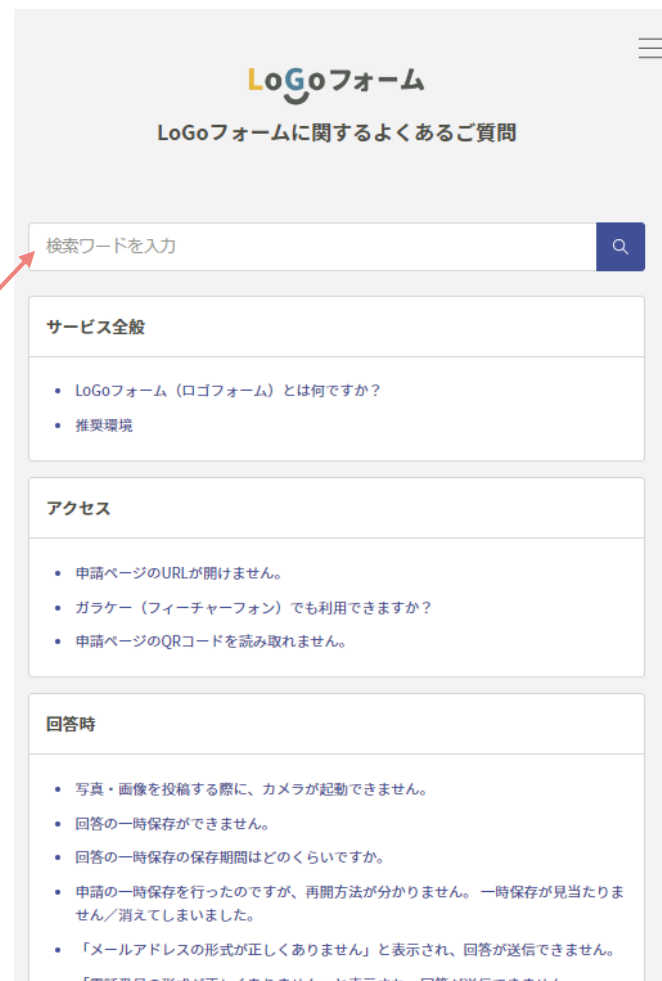 LoGoフォーム
LoGoフォームに関するよくあるご質問
検索ワードを入力
サービス全般
• LoGoフォーム（ロゴフォーム）とは何ですか？
• 推奨環境
アクセス
• 申請ページのURLが開けません。
• ガラケー（フィーチャーフォン）でも利用できますか？
• 申請ページのQRコードを読み取れません。
回答時
• 写真・画像を投稿する際に、カメラが起動できません。
• 回答の一時保存ができません。
• 回答の一時保存の保存期間はどのくらいですか。
• 申請の一時保存を行ったのですが、再開方法が分かりません。 一時保存が見当たりま
せん／消えてしまいました。
• 「メールアドレスの形式が正しくありません」と表示され、回答が送信できません。